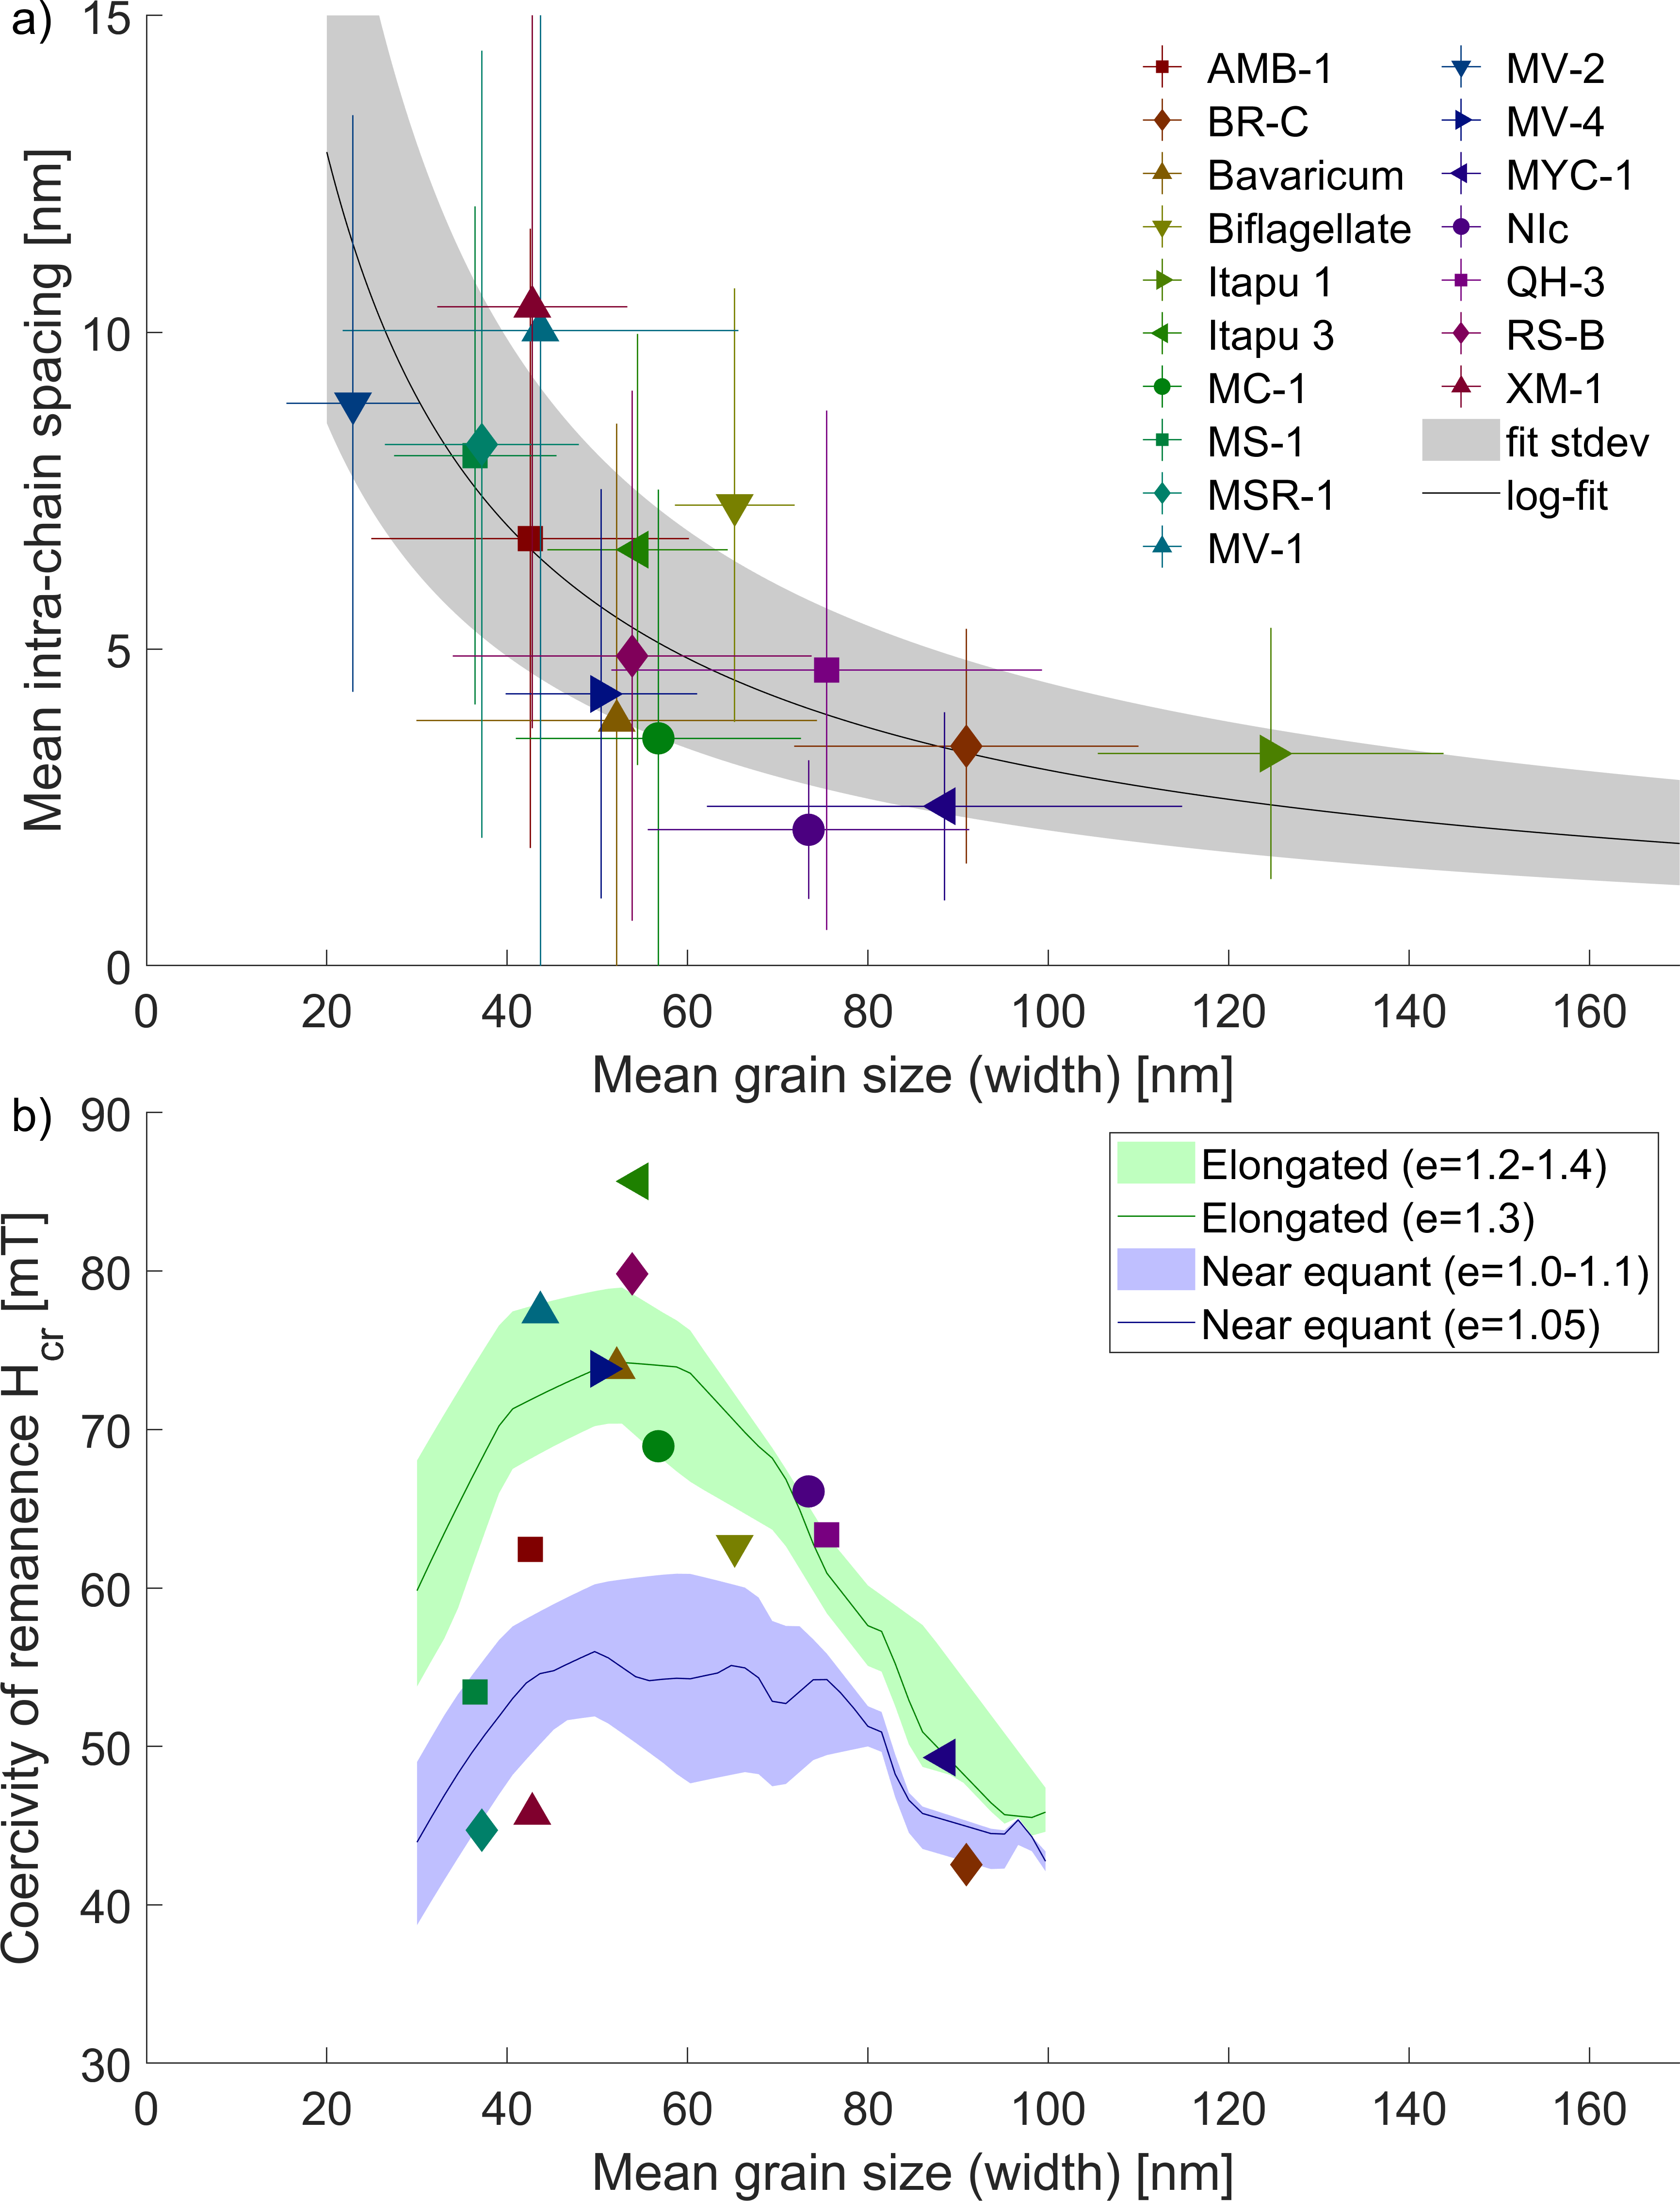 a)
15
10
5
0
Mean intra-chain spacing [nm]
AMB-1
BR-C
Bavaricum
Biflagellate
Itapu 1
Itapu 3
MC-1
MS-1
MSR-1
MV-1
MV-2
MV-4
MYC-1
NIc
QH-3
RS-B
XM-1
fit stdev
log-fit
0 20 40 60 80 100 120 140 160
Mean grain size (width) [nm]
b)
90
80
70
60
50
40
30
Coercivity of remanence Hcr [mT]
Elongated (e=1.2-1.4)
Elongated (e=1.3)
Near equant (e=1.0-1.1)
Near equant (e=1.05)
0 20 40 60 80 100 120 140 160
Mean grain size (width) [nm]